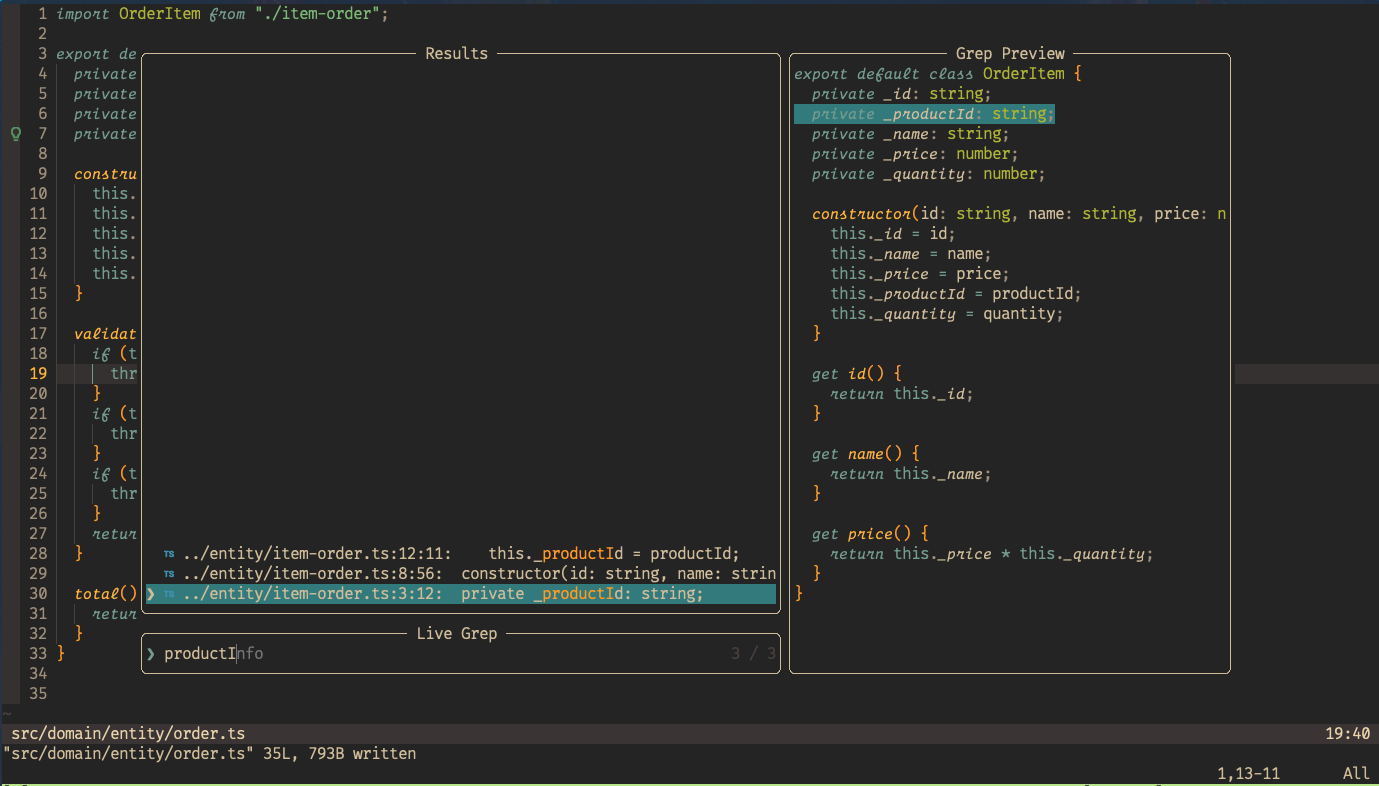 1 import OrderItem from "./item-order";
2
3 export de
4 private
5 private
6 private
7 private
8
9 constru
10 this.
11 this.
12 this.
13 this.
14 this.
15 }
16
17 validat
18 if (t
19 thr
20 }
21 if (t
22 thr
23 }
24 if (t
25 thr
26 }
27 retur
28 }
29
30 total()
31 retur
32 }
33 }
34
35
~
Results
TS ../entity/item-order.ts:12:11: this._productId = productId;
TS ../entity/item-order.ts:8:56: constructor(id: string, name: strin
❯ TS ../entity/item-order.ts:3:12: private _productId: string;
Live Grep
❯ productInfo 3 / 3
Grep Preview
export default class OrderItem {
private _id: string;
private _productId: string;
private _name: string;
private _price: number;
private _quantity: number;
constructor(id: string, name: string, price: n
this._id = id;
this._name = name;
this._price = price;
this._productId = productId;
this._quantity = quantity;
}
get id() {
return this._id;
}
get name() {
return this._name;
}
get price() {
return this._price * this._quantity;
}
}
src/domain/entity/order.ts 19:40
"src/domain/entity/order.ts" 35L, 793B written
1,13-11 All